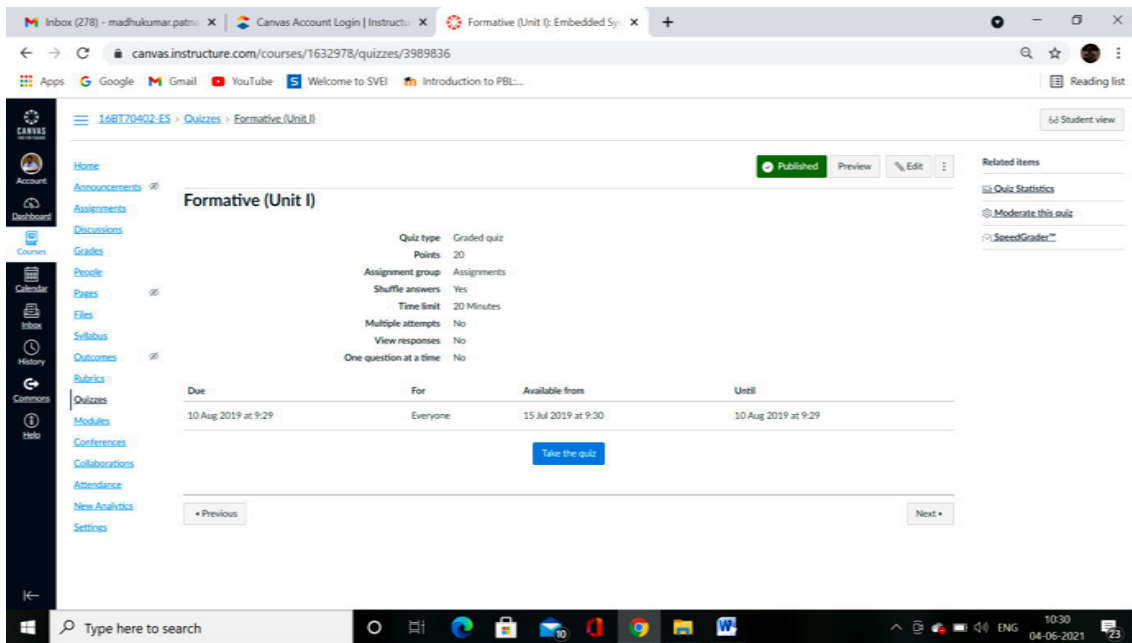 Inbox (278) - madhukumar.patna
Canvas Account Login | Instructu
Formative (Unit I): Embedded Sys
canvas.instructure.com/courses/1632978/quizzes/3989836
Apps
Google
Gmail
YouTube
Welcome to SVEI
Introduction to PBL:...
Reading list
CANVAS
16BT70402-ES › Quizzes › Formative (Unit I)
Student view
Account
Dashboard
Courses
Calendar
Inbox
History
Commons
Help
Home
Announcements
Assignments
Discussions
Grades
People
Pages
Files
Syllabus
Outcomes
Rubrics
Quizzes
Modules
Conferences
Collaborations
Attendance
New Analytics
Settings
Published
Preview
Edit
Formative (Unit I)
Quiz type Graded quiz
Points 20
Assignment group Assignments
Shuffle answers Yes
Time limit 20 Minutes
Multiple attempts No
View responses No
One question at a time No
Due For Available from Until
10 Aug 2019 at 9:29 Everyone 15 Jul 2019 at 9:30 10 Aug 2019 at 9:29
Take the quiz
Previous
Next
Related items
Quiz Statistics
Moderate this quiz
SpeedGrader™
Type here to search
10
ENG
10:30
04-06-2021
23